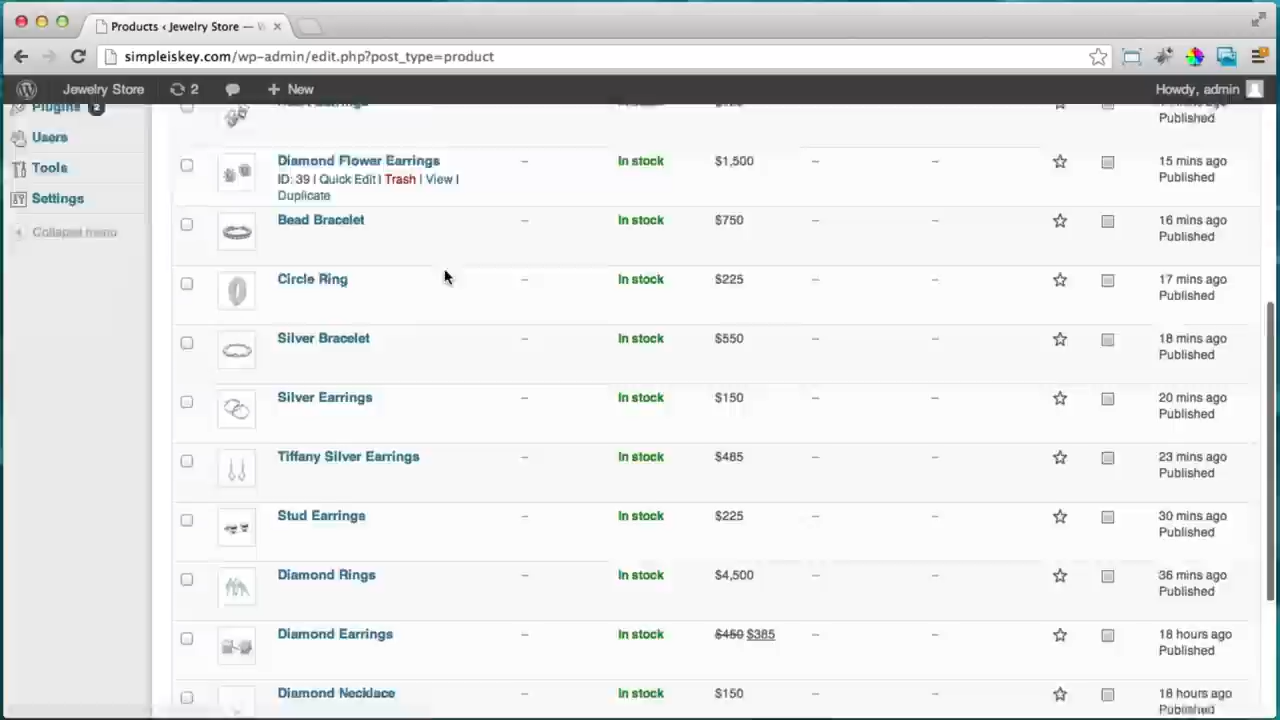 Products ‹ Jewelry Store —
simpleiskey.com/wp-admin/edit.php?post_type=product
Jewelry Store 2 + New Howdy, admin
Plugins 2
Published
Users
Tools
Settings
Collapse menu
Diamond Flower Earrings – In stock $1,500 – – 15 mins ago
ID: 39 | Quick Edit | Trash | View | Published
Duplicate
Bead Bracelet – In stock $750 – – 16 mins ago
Published
Circle Ring – In stock $225 – – 17 mins ago
Published
Silver Bracelet – In stock $550 – – 18 mins ago
Published
Silver Earrings – In stock $150 – – 20 mins ago
Published
Tiffany Silver Earrings – In stock $485 – – 23 mins ago
Published
Stud Earrings – In stock $225 – – 30 mins ago
Published
Diamond Rings – In stock $4,500 – – 36 mins ago
Published
Diamond Earrings – In stock $450 $385 – – 18 hours ago
Published
Diamond Necklace – In stock $150 – – 18 hours ago
Published